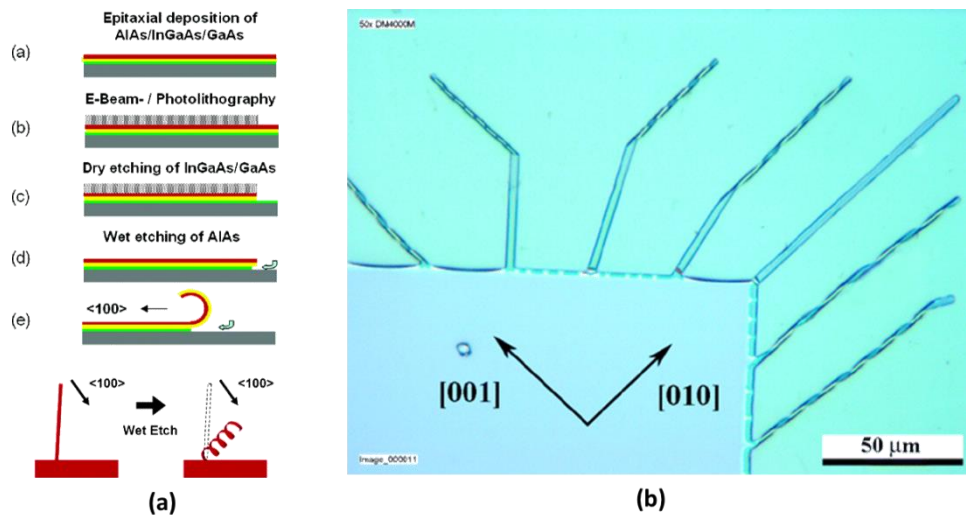 Epitaxial deposition of
AlAs/InGaAs/GaAs
(a)
E-Beam- / Photolithography
(b)
Dry etching of InGaAs/GaAs
(c)
Wet etching of AlAs
(d)
<100>
(e)
<100>
<100>
Wet Etch
(a)
50x DM4000M
[001]
[010]
50 µm
Image_000011
(b)